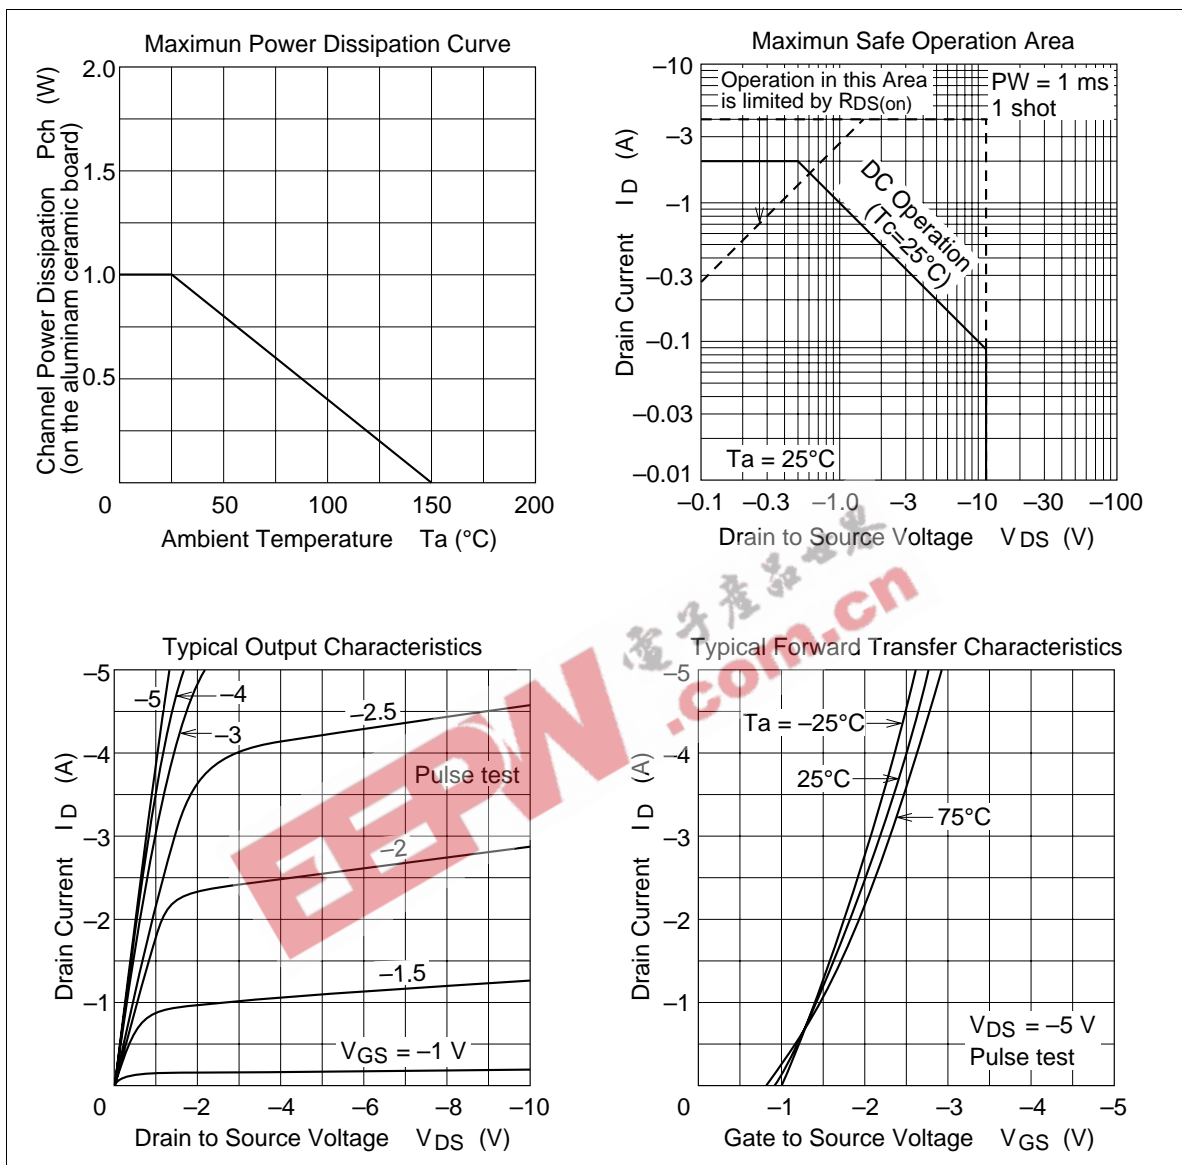 Maximun Power Dissipation Curve
Channel Power Dissipation Pch (W)
(on the aluminam ceramic board)
2.0
1.5
1.0
0.5
0
50
100
150
200
Ambient Temperature Ta (°C)
Maximun Safe Operation Area
Drain Current I D (A)
–10
–3
–1
–0.3
–0.1
–0.03
–0.01
Operation in this Area
is limited by RDS(on)
PW = 1 ms
1 shot
DC Operation
(Tc=25°C)
Ta = 25°C
–0.1
–0.3
–1.0
–3
–10
–30
–100
Drain to Source Voltage V DS (V)
Typical Output Characteristics
Drain Current I D (A)
–5
–4
–3
–2
–1
–5
–4
–3
–2.5
Pulse test
–2
–1.5
VGS = –1 V
0
–2
–4
–6
–8
–10
Drain to Source Voltage V DS (V)
Typical Forward Transfer Characteristics
Drain Current I D (A)
–5
–4
–3
–2
–1
Ta = –25°C
25°C
75°C
V DS = –5 V
Pulse test
0
–1
–2
–3
–4
–5
Gate to Source Voltage V GS (V)
EEPW
.com.cn
電子產品世界